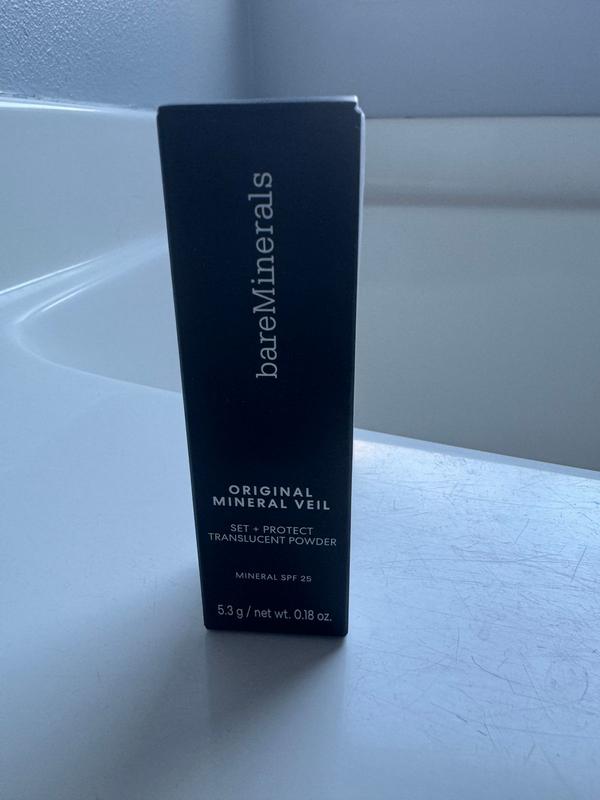 bareMinerals
ORIGINAL
MINERAL VEIL
SET + PROTECT
TRANSLUCENT POWDER
MINERAL SPF 25
5.3 g / net wt. 0.18 oz.